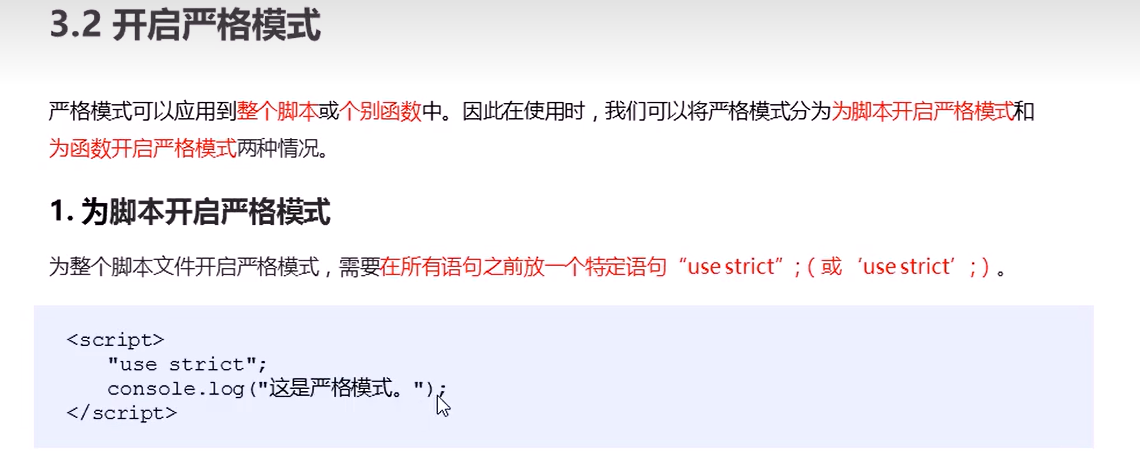 3.2 开启严格模式
严格模式可以应用到整个脚本或个别函数中。因此在使用时，我们可以将严格模式分为为脚本开启严格模式和
为函数开启严格模式两种情况。
1. 为脚本开启严格模式
为整个脚本文件开启严格模式，需要在所有语句之前放一个特定语句“use strict”;(或‘use strict’;)。
<script>
"use strict";
console.log("这是严格模式。");
</script>